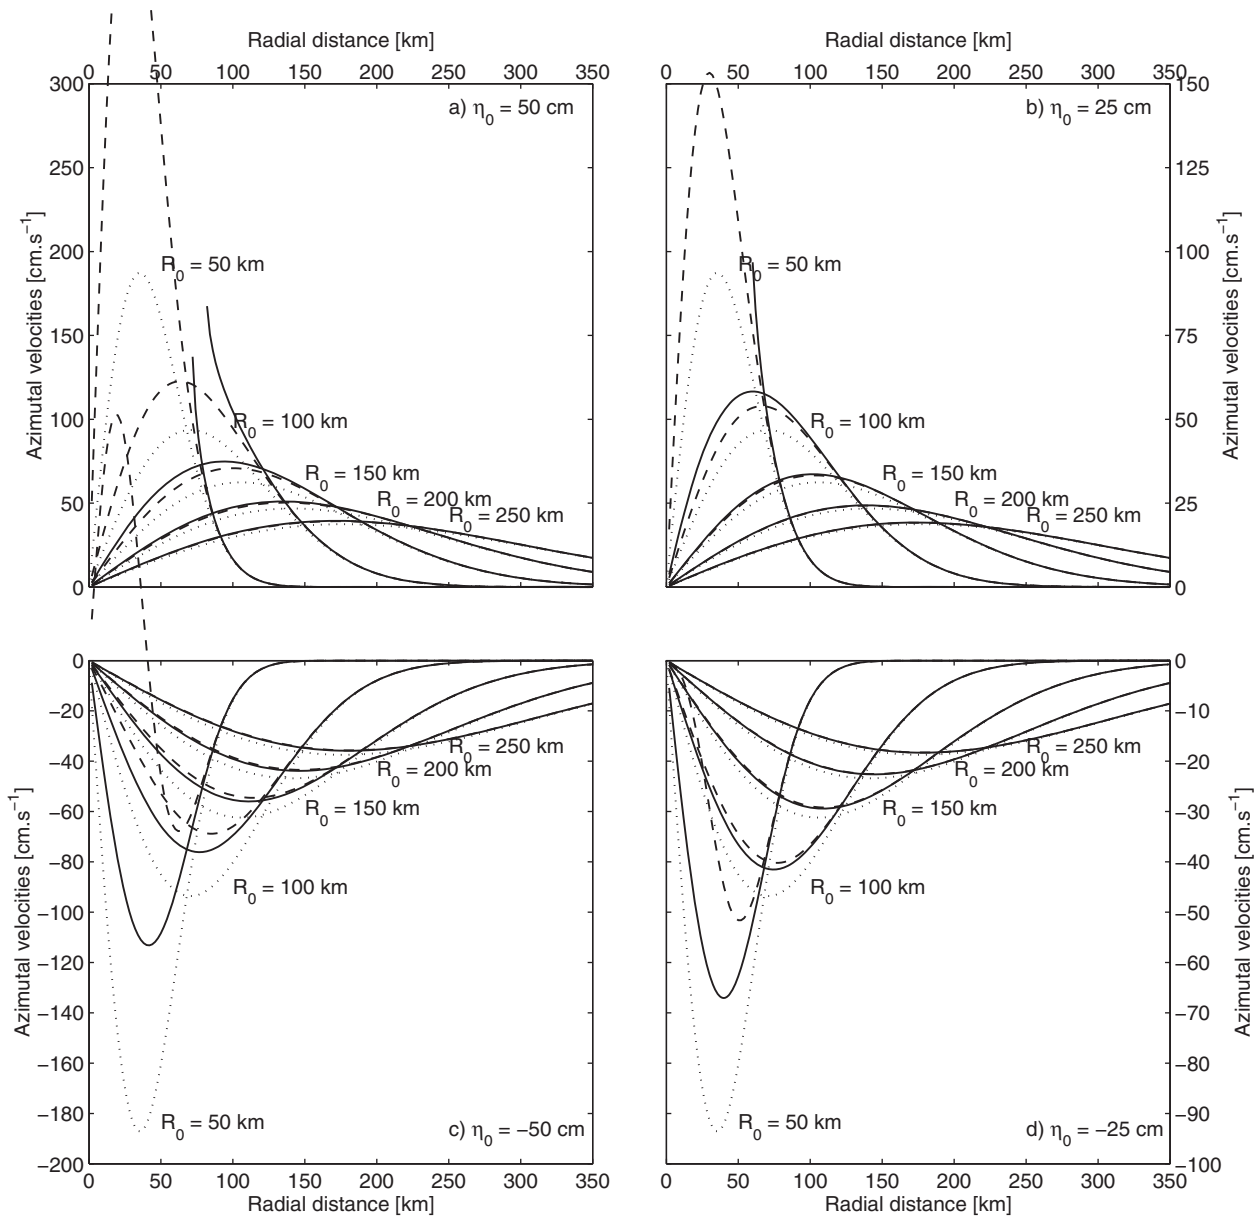 Radial distance [km]
Radial distance [km]
0 50 100 150 200 250 300 350
0 50 100 150 200 250 300 350
300
250
200
150
100
50
0
Azimutal velocities [cm.s⁻¹]
a) η₀ = 50 cm
R₀ = 50 km
R₀ = 100 km
R₀ = 150 km
R₀ = 200 km
R₀ = 250 km
b) η₀ = 25 cm
R₀ = 50 km
R₀ = 100 km
R₀ = 150 km
R₀ = 200 km
R₀ = 250 km
150
125
100
75
50
25
0
Azimutal velocities [cm.s⁻¹]
0
−20
−40
−60
−80
−100
−120
−140
−160
−180
−200
Azimutal velocities [cm.s⁻¹]
R₀ = 250 km
R₀ = 200 km
R₀ = 150 km
R₀ = 100 km
R₀ = 50 km
c) η₀ = −50 cm
R₀ = 250 km
R₀ = 200 km
R₀ = 150 km
R₀ = 100 km
R₀ = 50 km
d) η₀ = −25 cm
0
−10
−20
−30
−40
−50
−60
−70
−80
−90
−100
Azimutal velocities [cm.s⁻¹]
0 50 100 150 200 250 300 350
0 50 100 150 200 250 300 350
Radial distance [km]
Radial distance [km]